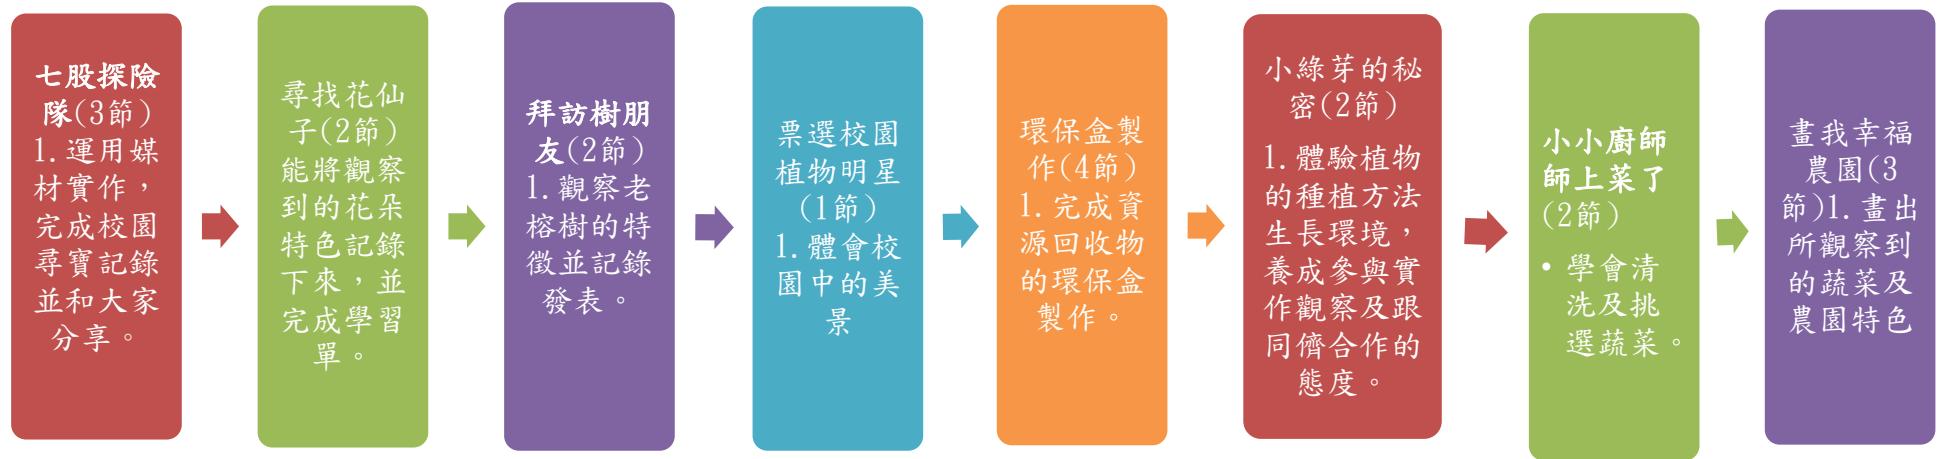 七股探險
隊(3節)
1.運用媒
材實作，
完成校園
尋寶記錄
並和大家
分享。
尋找花仙
子(2節)
能將觀察
到的花朵
特色記錄
下來，並
完成學習
單。
拜訪樹朋
友(2節)
1.觀察老
榕樹的特
徵並記錄
發表。
票選校園
植物明星
(1節)
1.體會校
園中的美
景
環保盒製
作(4節)
1.完成資
源回收物
的環保盒
製作。
小綠芽的秘
密(2節)
1.體驗植物
的種植方法
生長環境，
養成參與實
作觀察及跟
同儕合作的
態度。
小小廚師
師上菜了
(2節)
• 學會清
洗及挑
選蔬菜。
畫我幸福
農園(3
節)1.畫出
所觀察到
的蔬菜及
農園特色